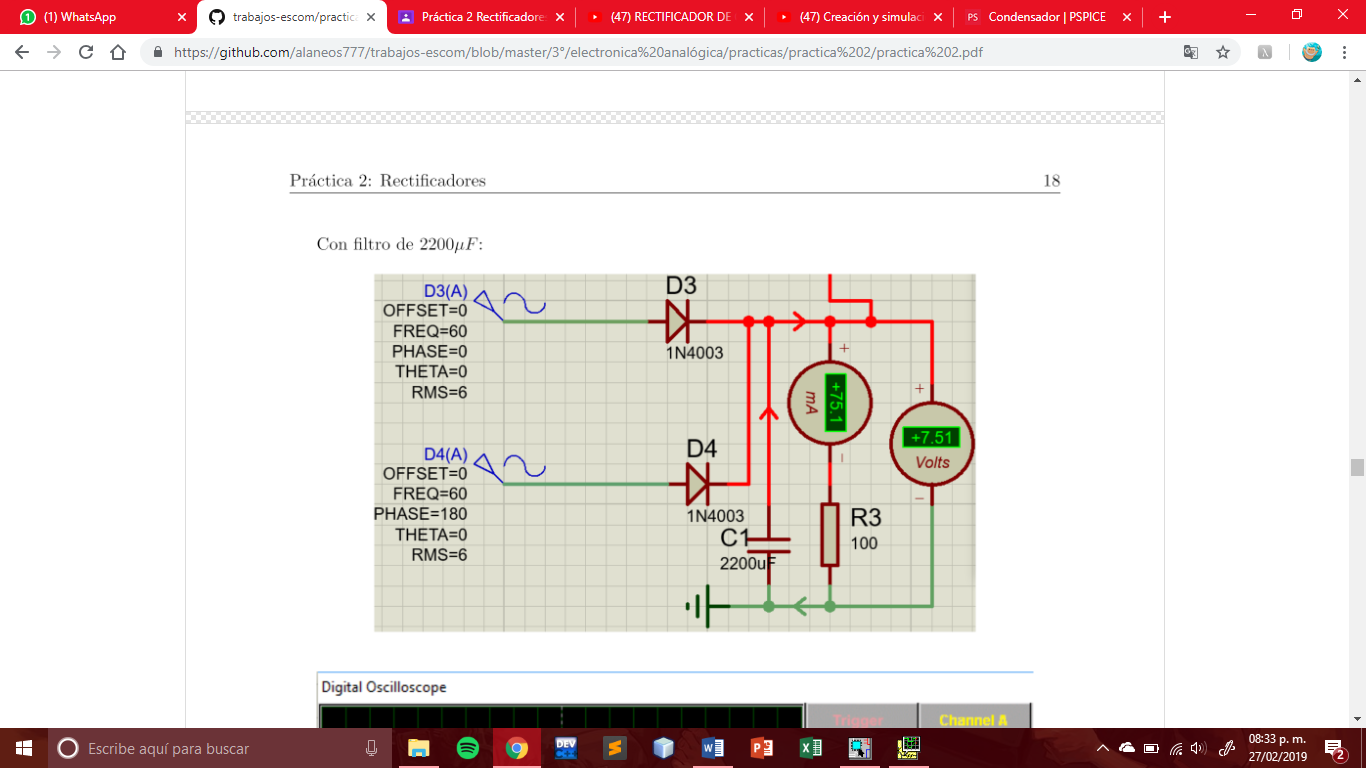 (1) WhatsApp
trabajos-escom/practica
Práctica 2 Rectificadore
(47) RECTIFICADOR DE
(47) Creación y simulac
PS Condensador | PSPICE
https://github.com/alaneos777/trabajos-escom/blob/master/3°/electronica%20analógica/practicas/practica%202/practica%202.pdf
Práctica 2: Rectificadores 18
Con filtro de 2200μF:
D3(A)
OFFSET=0
FREQ=60
PHASE=0
THETA=0
RMS=6
D3
1N4003
+
mA
+75.1
-
+
+7.51
Volts
-
D4(A)
OFFSET=0
FREQ=60
PHASE=180
THETA=0
RMS=6
D4
1N4003
C1
2200uF
R3
100
Digital Oscilloscope
Trigger
Channel A
Escribe aquí para buscar
DEV
08:33 p. m.
27/02/2019
2